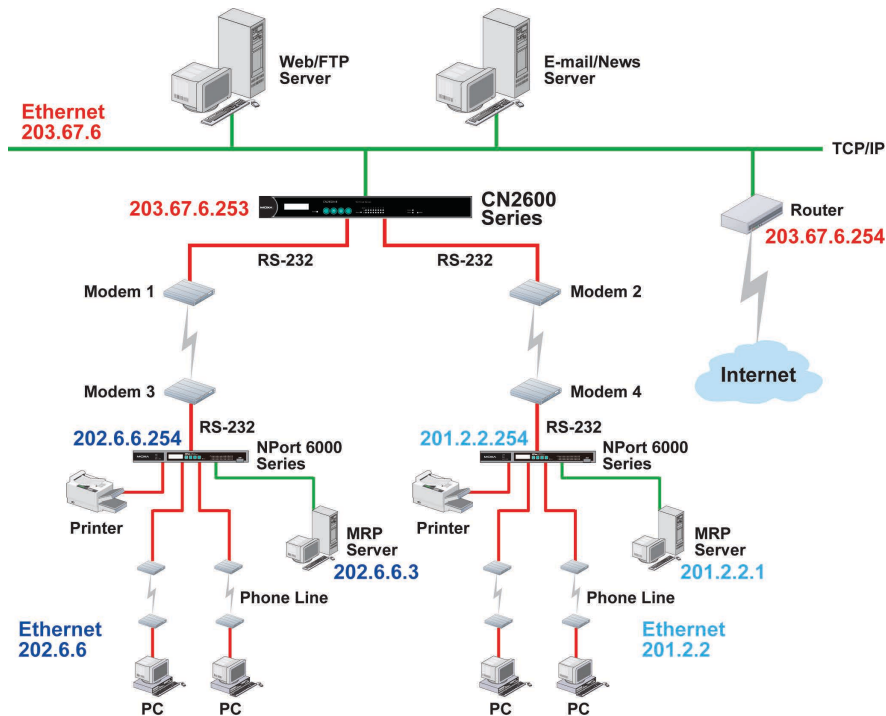 Web/FTP
Server
E-mail/News
Server
Ethernet
203.67.6
TCP/IP
203.67.6.253
CN2600
Series
Router
203.67.6.254
RS-232
RS-232
Modem 1
Modem 2
Internet
Modem 3
Modem 4
RS-232
RS-232
202.6.6.254
NPort 6000
Series
201.2.2.254
NPort 6000
Series
Printer
MRP
Server
202.6.6.3
Printer
MRP
Server
201.2.2.1
Phone Line
Phone Line
Ethernet
202.6.6
Ethernet
201.2.2
PC
PC
PC
PC